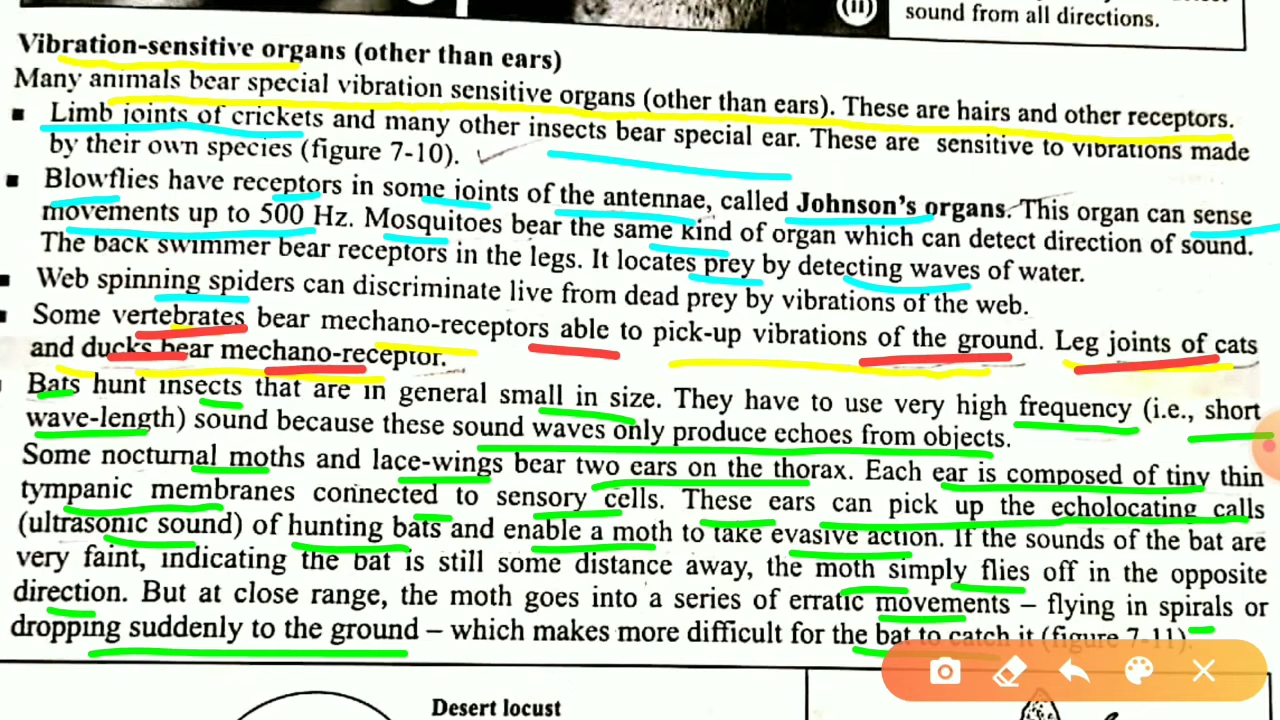 (II)
sound from all directions.
Vibration-sensitive organs (other than ears)
Many animals bear special vibration sensitive organs (other than ears). These are hairs and other receptors.
▪ Limb joints of crickets and many other insects bear special ear. These are sensitive to vibrations made
by their own species (figure 7-10).
▪ Blowflies have receptors in some joints of the antennae, called Johnson's organs. This organ can sense
movements up to 500 Hz. Mosquitoes bear the same kind of organ which can detect direction of sound.
The back swimmer bear receptors in the legs. It locates prey by detecting waves of water.
▪ Web spinning spiders can discriminate live from dead prey by vibrations of the web.
▪ Some vertebrates bear mechano-receptors able to pick-up vibrations of the ground. Leg joints of cats
and ducks bear mechano-receptor.
Bats hunt insects that are in general small in size. They have to use very high frequency (i.e., short
wave-length) sound because these sound waves only produce echoes from objects.
Some nocturnal moths and lace-wings bear two ears on the thorax. Each ear is composed of tiny thin
tympanic membranes connected to sensory cells. These ears can pick up the echolocating calls
(ultrasonic sound) of hunting bats and enable a moth to take evasive action. If the sounds of the bat are
very faint, indicating the bat is still some distance away, the moth simply flies off in the opposite
direction. But at close range, the moth goes into a series of erratic movements – flying in spirals or
dropping suddenly to the ground – which makes more difficult for the bat to catch it (figure 7-11).
Desert locust